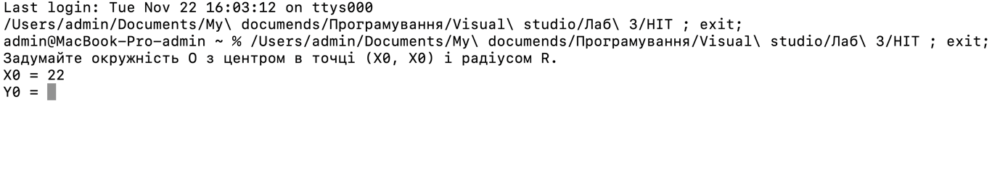 Last login: Tue Nov 22 16:03:12 on ttys000
/Users/admin/Documents/My\ documends/Програмування/Visual\ studio/Лаб\ 3/HIT ; exit;
admin@MacBook-Pro-admin ~ % /Users/admin/Documents/My\ documends/Програмування/Visual\ studio/Лаб\ 3/HIT ; exit;
Задумайте окружність O з центром в точці (X0, X0) і радіусом R.
X0 = 22
Y0 =